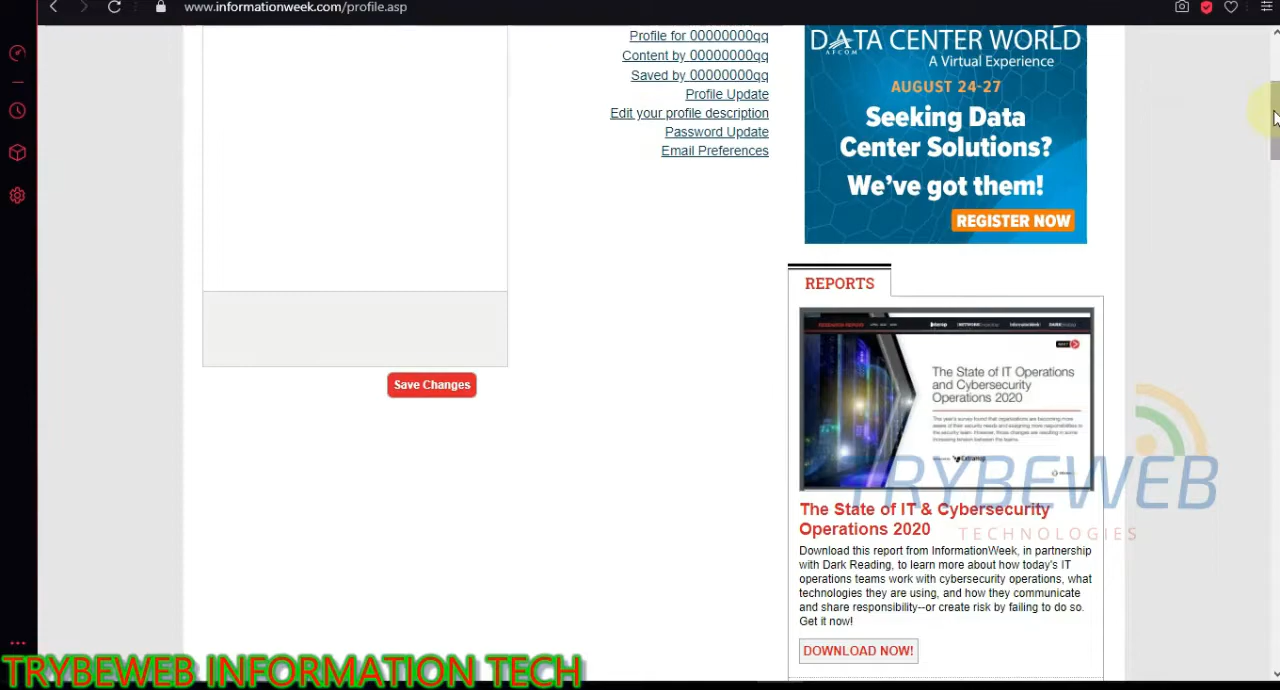 www.informationweek.com/profile.asp
Profile for 00000000qq
Content by 00000000qq
Saved by 00000000qq
Profile Update
Edit your profile description
Password Update
Email Preferences
Save Changes
DATA CENTER WORLD
AFCOM
A Virtual Experience
AUGUST 24-27
Seeking Data
Center Solutions?
We've got them!
REGISTER NOW
REPORTS
The State of IT Operations
and Cybersecurity
Operations 2020
The State of IT & Cybersecurity
Operations 2020
Download this report from InformationWeek, in partnership
with Dark Reading, to learn more about how today's IT
operations teams work with cybersecurity operations, what
technologies they are using, and how they communicate
and share responsibility--or create risk by failing to do so.
Get it now!
DOWNLOAD NOW!
TRYBEWEB
TECHNOLOGIES
TRYBEWEB INFORMATION TECH